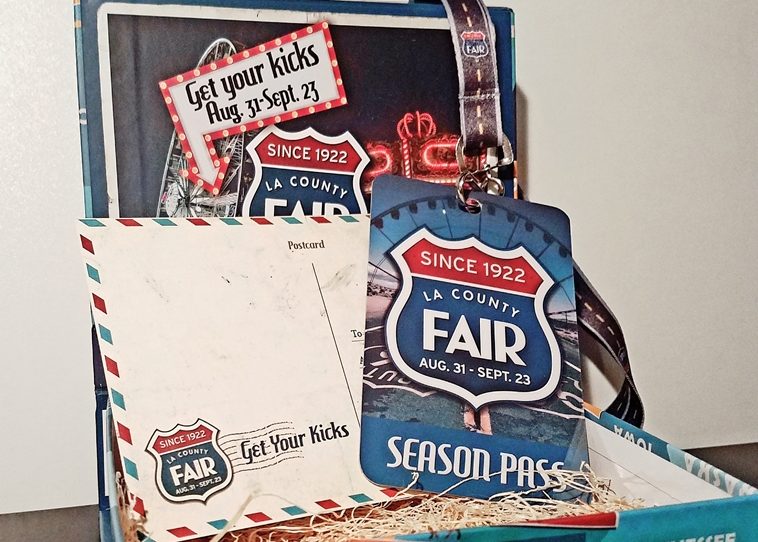 Get your kicks
Aug. 31-Sept. 23
SINCE 1922
LA COUNTY
FAIR
FAIR
Postcard
To
Get Your Kicks
SINCE 1922
LA COUNTY
FAIR
AUG. 31 - SEPT. 23
SINCE 1922
LA COUNTY
FAIR
AUG. 31 - SEPT. 23
SEASON PASS
IOWA